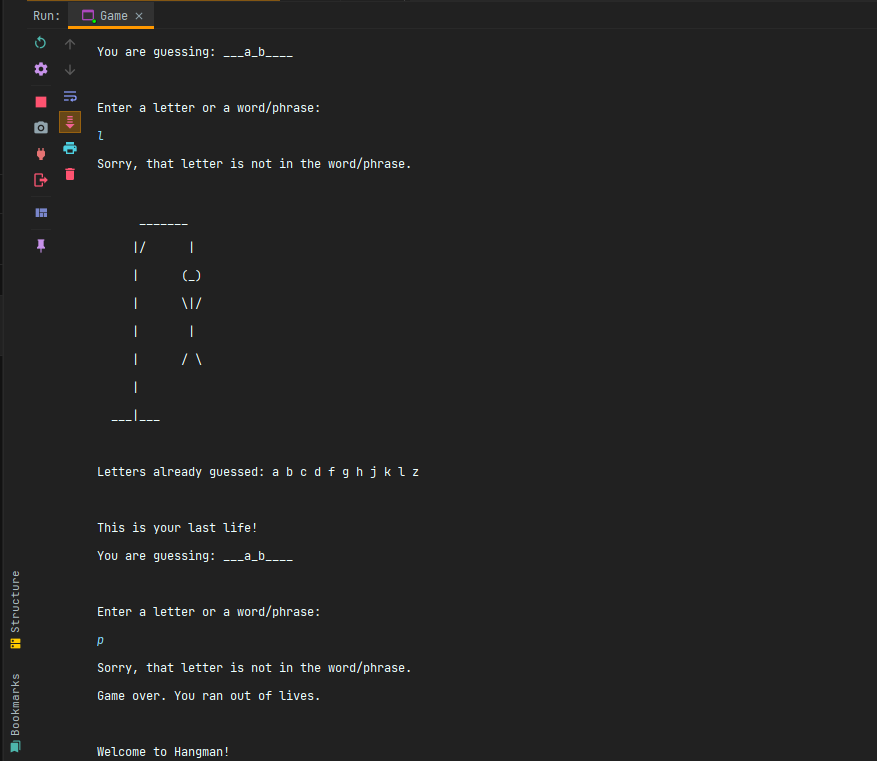 Run: Game ×
You are guessing: ___a_b____
Enter a letter or a word/phrase:
l
Sorry, that letter is not in the word/phrase.
 _______
|/      |
|      (_)
|      \|/
|       |
|      / \
|
___|___
Letters already guessed: a b c d f g h j k l z
This is your last life!
You are guessing: ___a_b____
Enter a letter or a word/phrase:
p
Sorry, that letter is not in the word/phrase.
Game over. You ran out of lives.
Welcome to Hangman!
Structure
Bookmarks